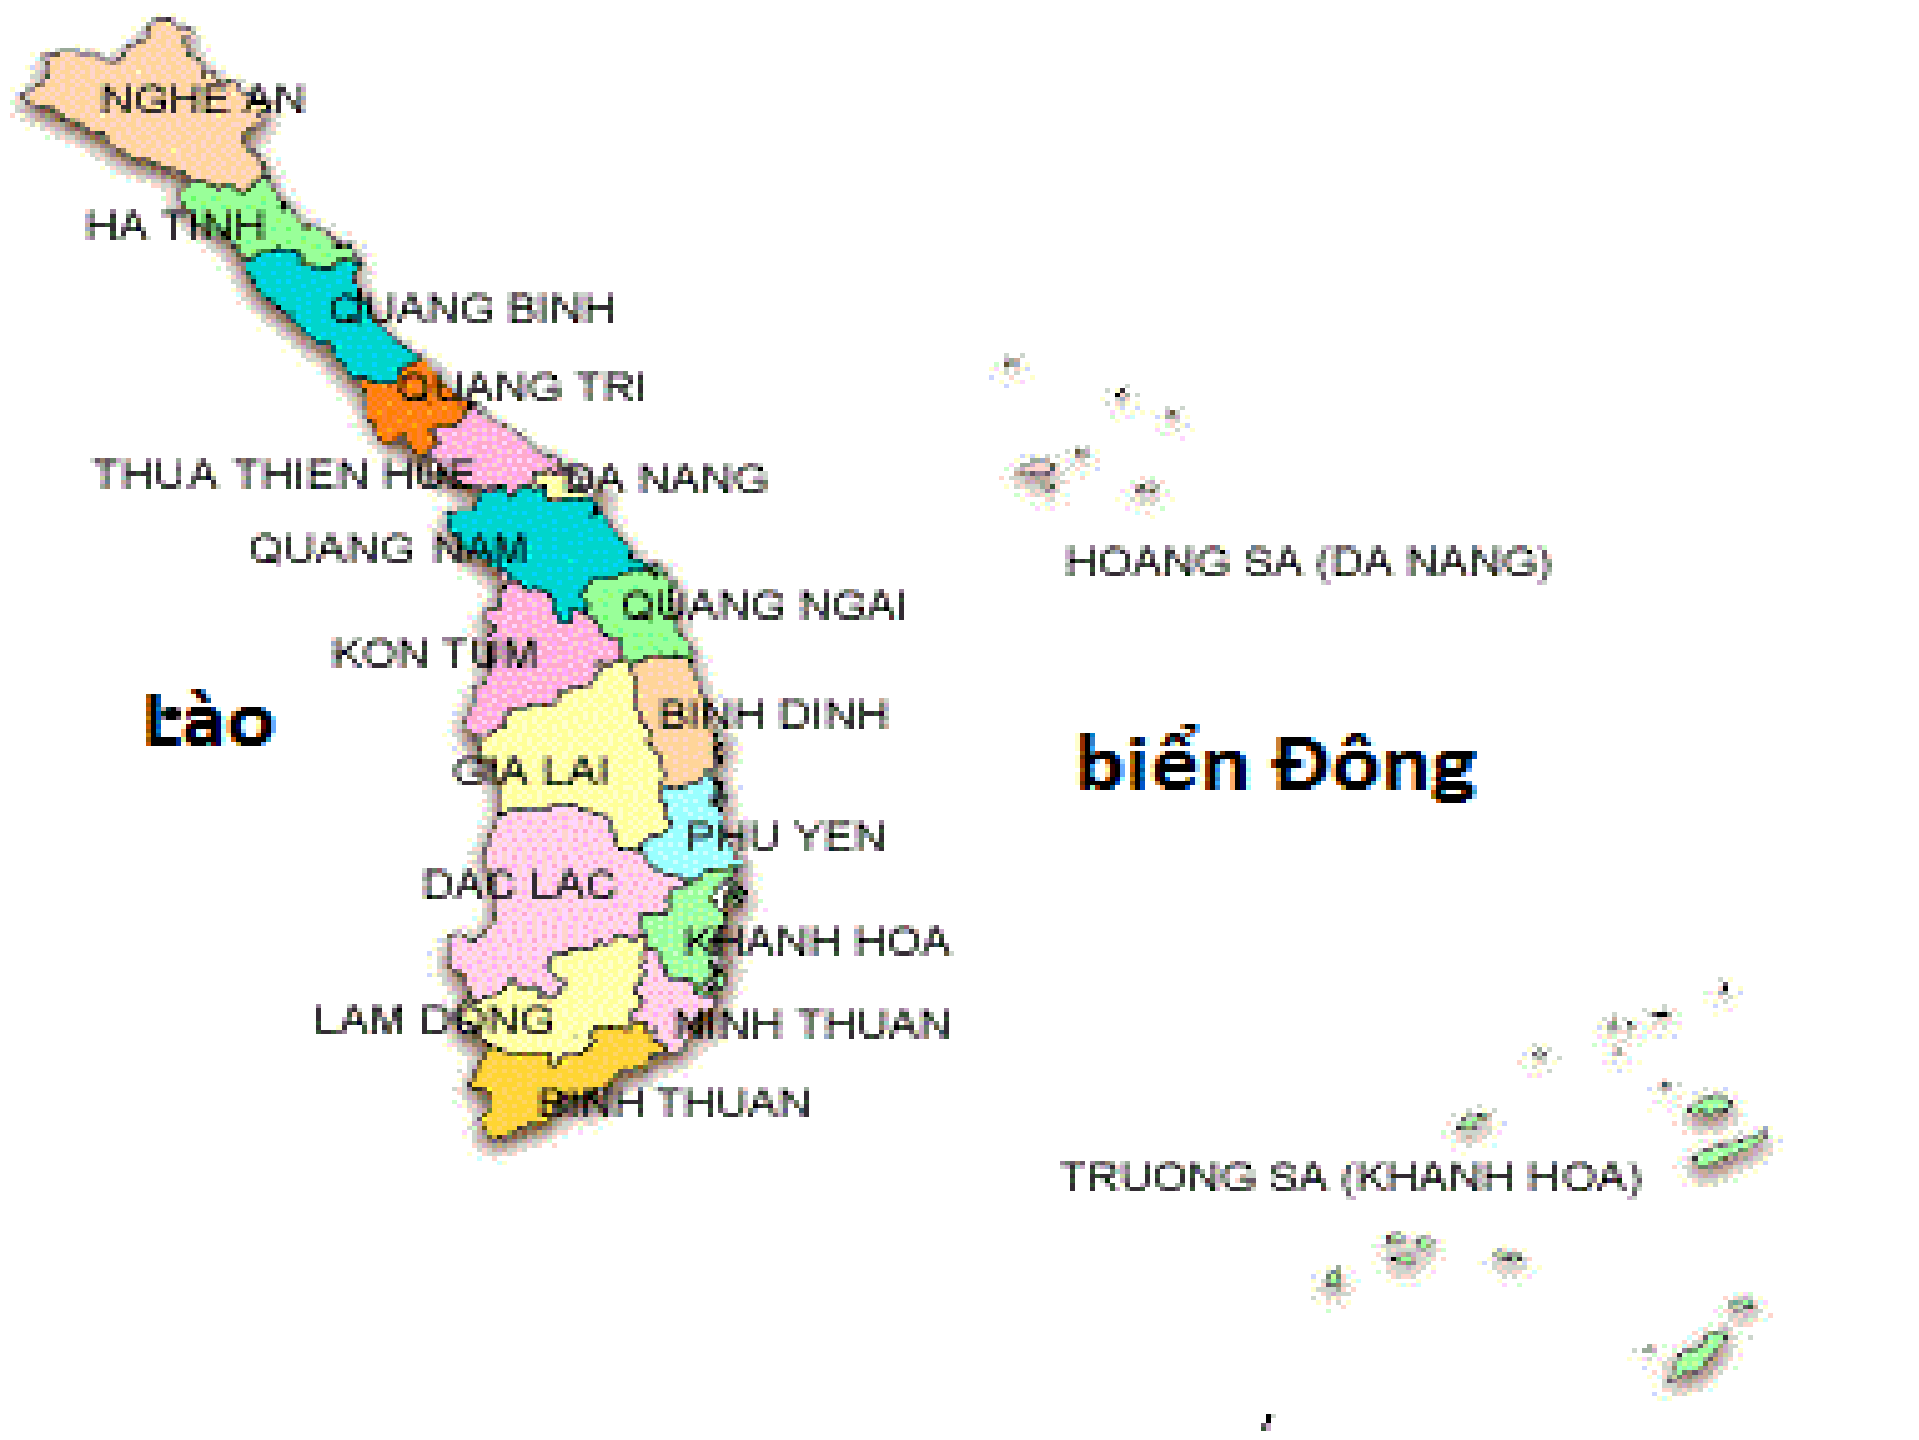 NGHE AN
HA TINH
QUANG BINH
QUANG TRI
THUA THIEN HUE
DA NANG
QUANG NAM
HOANG SA (DA NANG)
QUANG NGAI
KON TUM
Lào
BINH DINH
biển Đông
GIA LAI
PHU YEN
DAC LAC
KHANH HOA
LAM DONG
NINH THUAN
BINH THUAN
TRUONG SA (KHANH HOA)